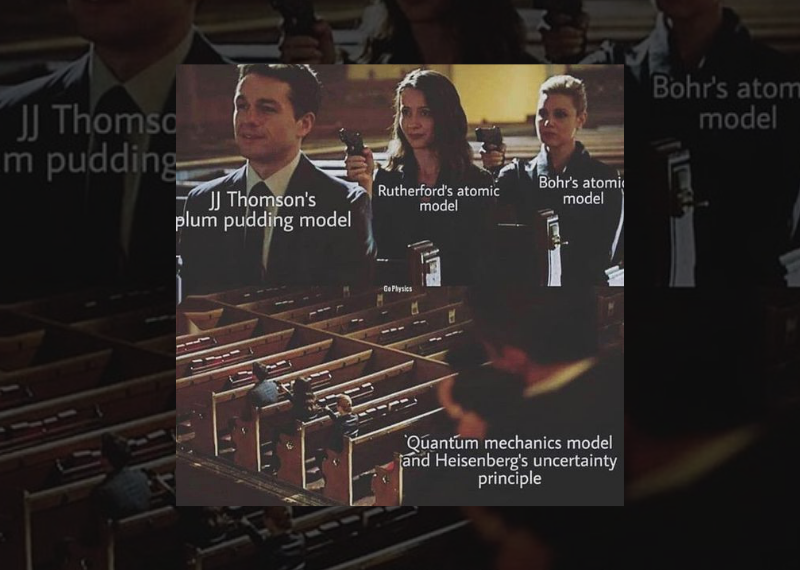 JJ Thomson's
plum pudding model
Rutherford's atomic
model
Bohr's atomic
model
Go Physics
Quantum mechanics model
and Heisenberg's uncertainty
principle
JJ Thomso
m pudding
Bohr's atom
model